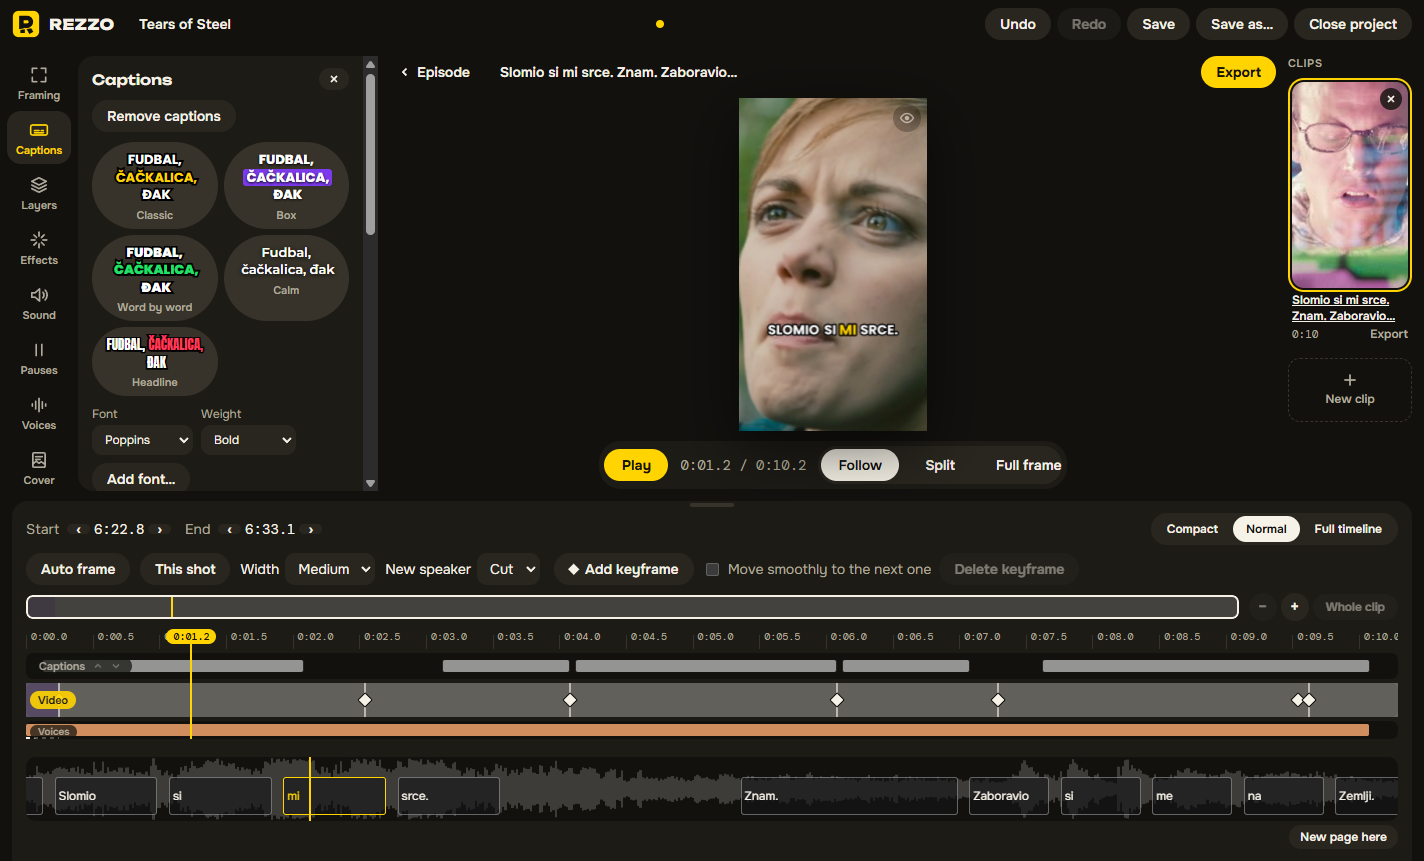 REZZO
Tears of Steel
Undo
Redo
Save
Save as...
Close project
Framing
Captions
Layers
Effects
Sound
Pauses
Voices
Cover
Captions
Remove captions
FUDBAL,
ČAČKALICA,
ĐAK
Classic
FUDBAL,
ČAČKALICA,
ĐAK
Box
FUDBAL,
ČAČKALICA,
ĐAK
Word by word
Fudbal,
čačkalica, đak
Calm
FUDBAL, ČAČKALICA,
ĐAK
Headline
Font
Weight
Poppins
Bold
Add font...
Episode
Slomio si mi srce. Znam. Zaboravio...
Export
SLOMIO SI MI SRCE.
Play
0:01.2 / 0:10.2
Follow
Split
Full frame
CLIPS
Slomio si mi srce.
Znam. Zaboravio...
0:10
Export
New clip
Start
6:22.8
End
6:33.1
Compact
Normal
Full timeline
Auto frame
This shot
Width
Medium
New speaker
Cut
Add keyframe
Move smoothly to the next one
Delete keyframe
Whole clip
0:00.0
0:00.5
0:01.2
0:01.5
0:02.0
0:02.5
0:03.0
0:03.5
0:04.0
0:04.5
0:05.0
0:05.5
0:06.0
0:06.5
0:07.0
0:07.5
0:08.0
0:08.5
0:09.0
0:09.5
0:10.0
Captions
Video
Voices
Slomio
si
mi
srce.
Znam.
Zaboravio
si
me
na
Zemlji.
New page here